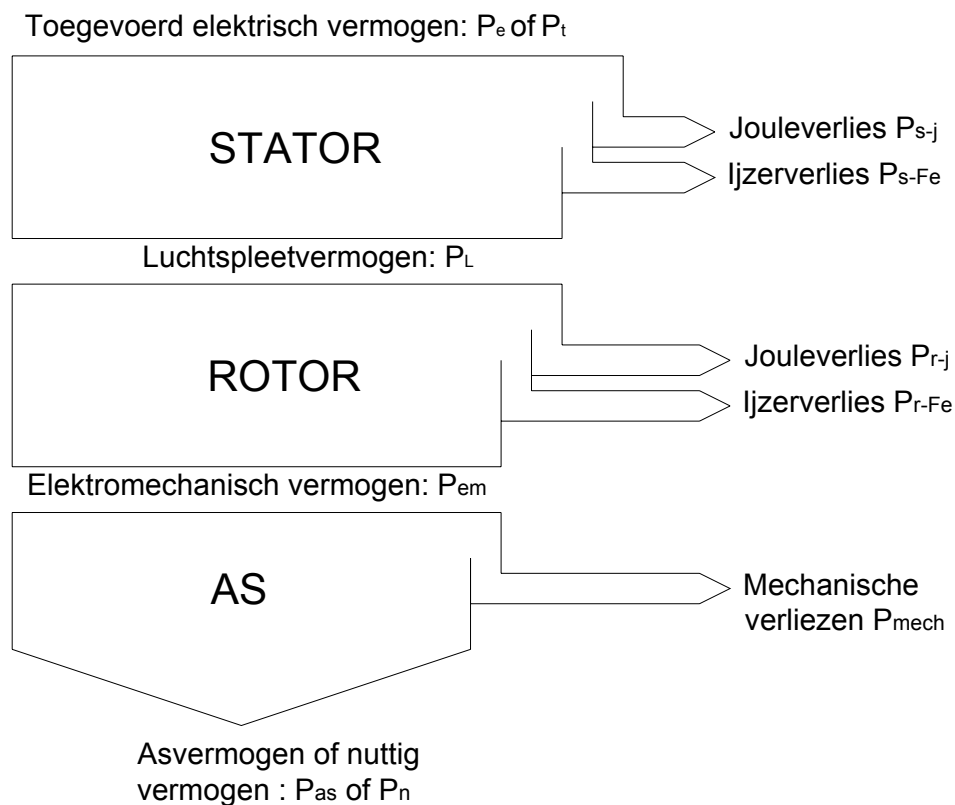 Toegevoerd elektrisch vermogen: Pe of Pt
STATOR
Jouleverlies Ps-j
Ijzerverlies Ps-Fe
Luchtspleetvermogen: PL
ROTOR
Jouleverlies Pr-j
Ijzerverlies Pr-Fe
Elektromechanisch vermogen: Pem
AS
Mechanische
verliezen Pmech
Asvermogen of nuttig
vermogen : Pas of Pn